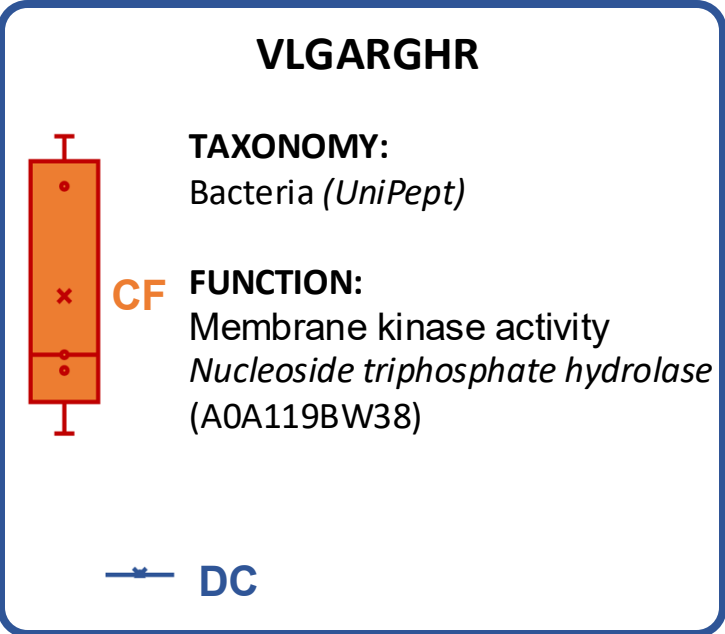 VLGARGHR
TAXONOMY:
Bacteria (UniPept)
CF
FUNCTION:
Membrane kinase activity
Nucleoside triphosphate hydrolase
(A0A119BW38)
DC